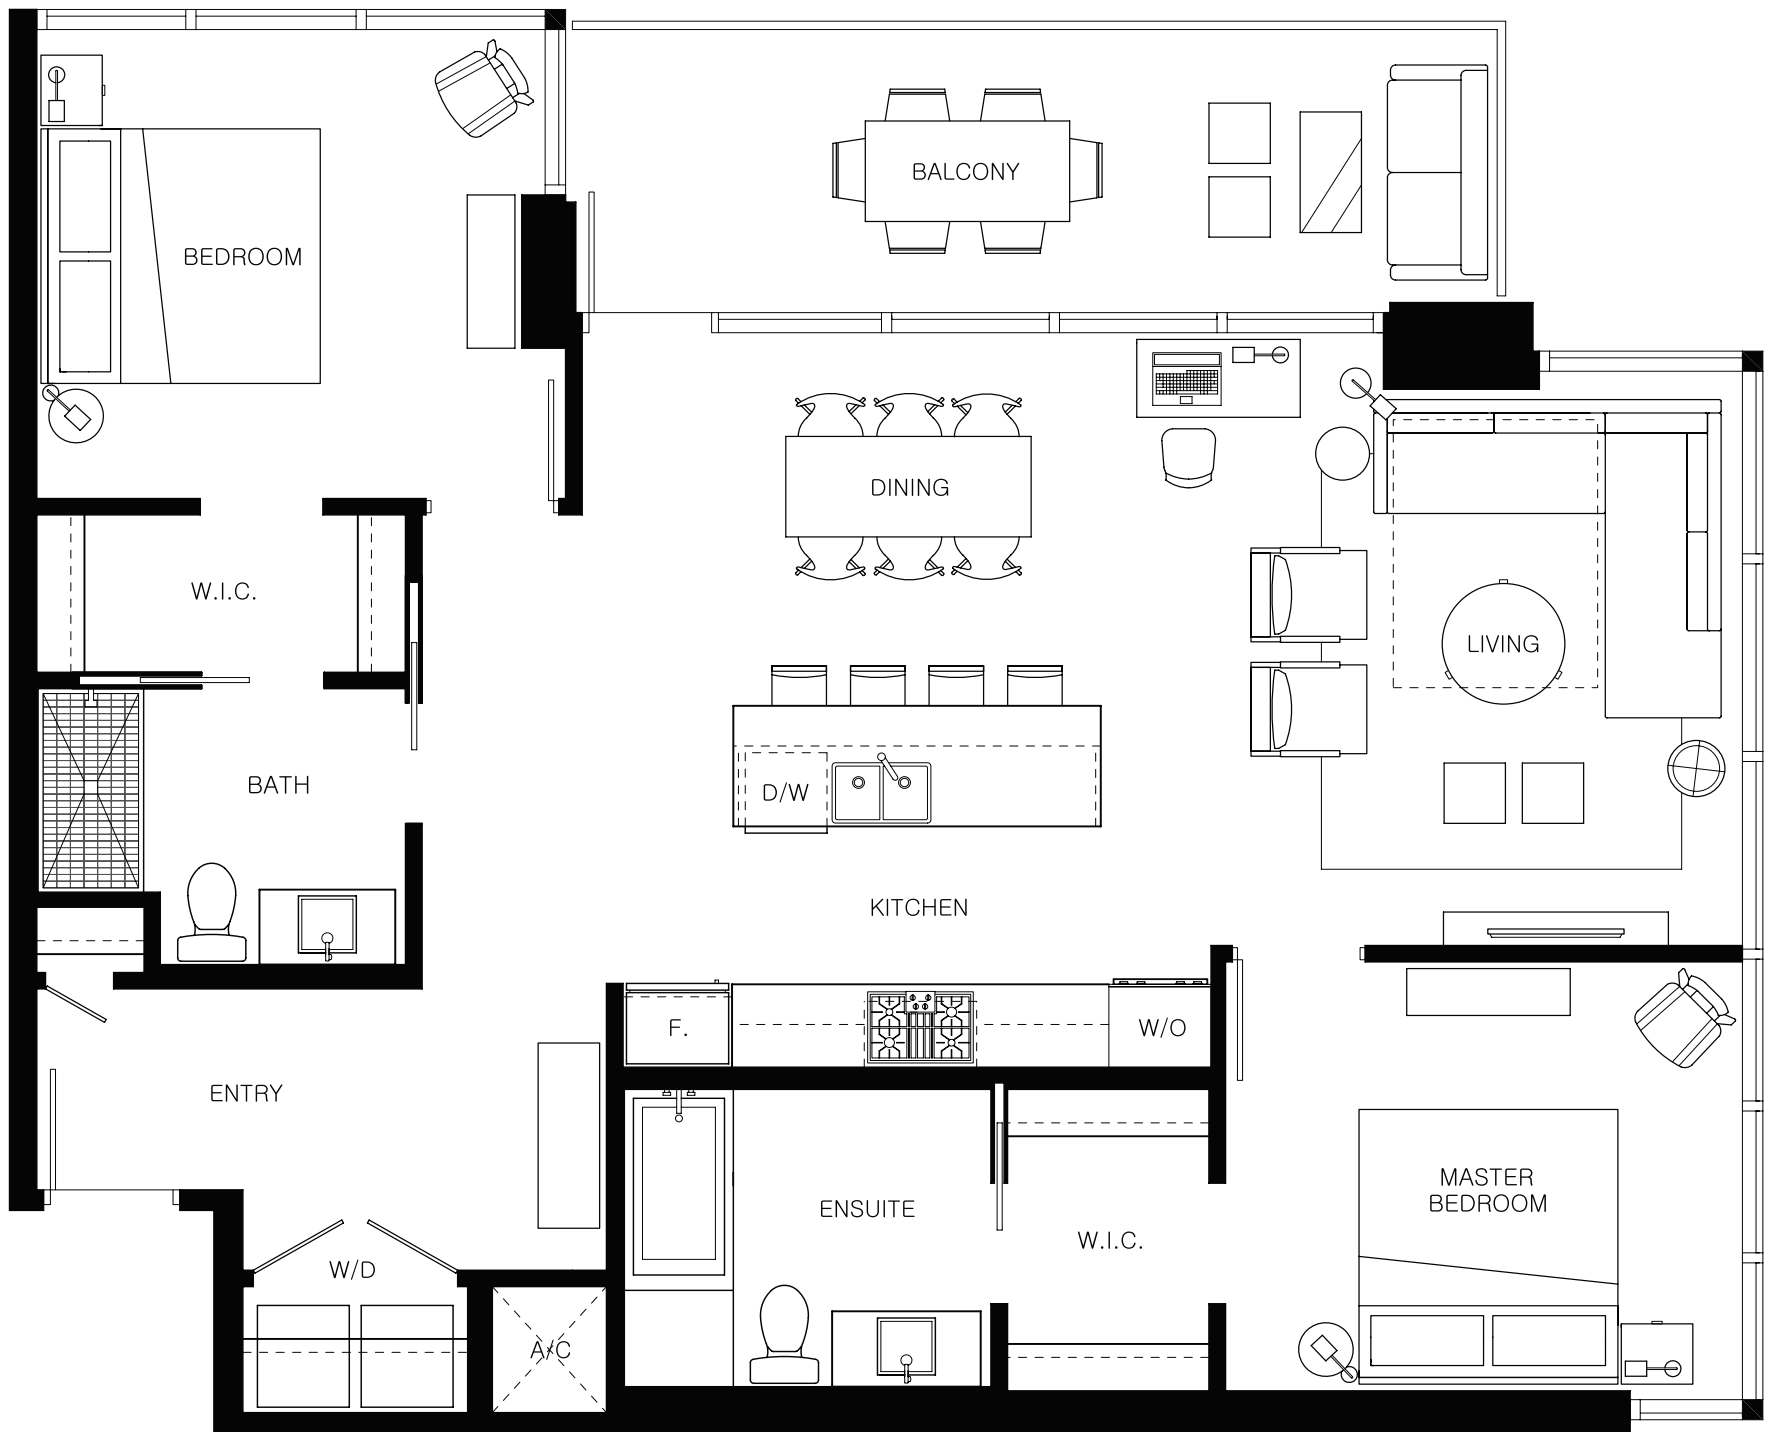 BALCONY
BEDROOM
DINING
W.I.C.
LIVING
BATH
D/W
KITCHEN
F.
W/O
ENTRY
MASTER
BEDROOM
ENSUITE
W.I.C.
W/D
A/C